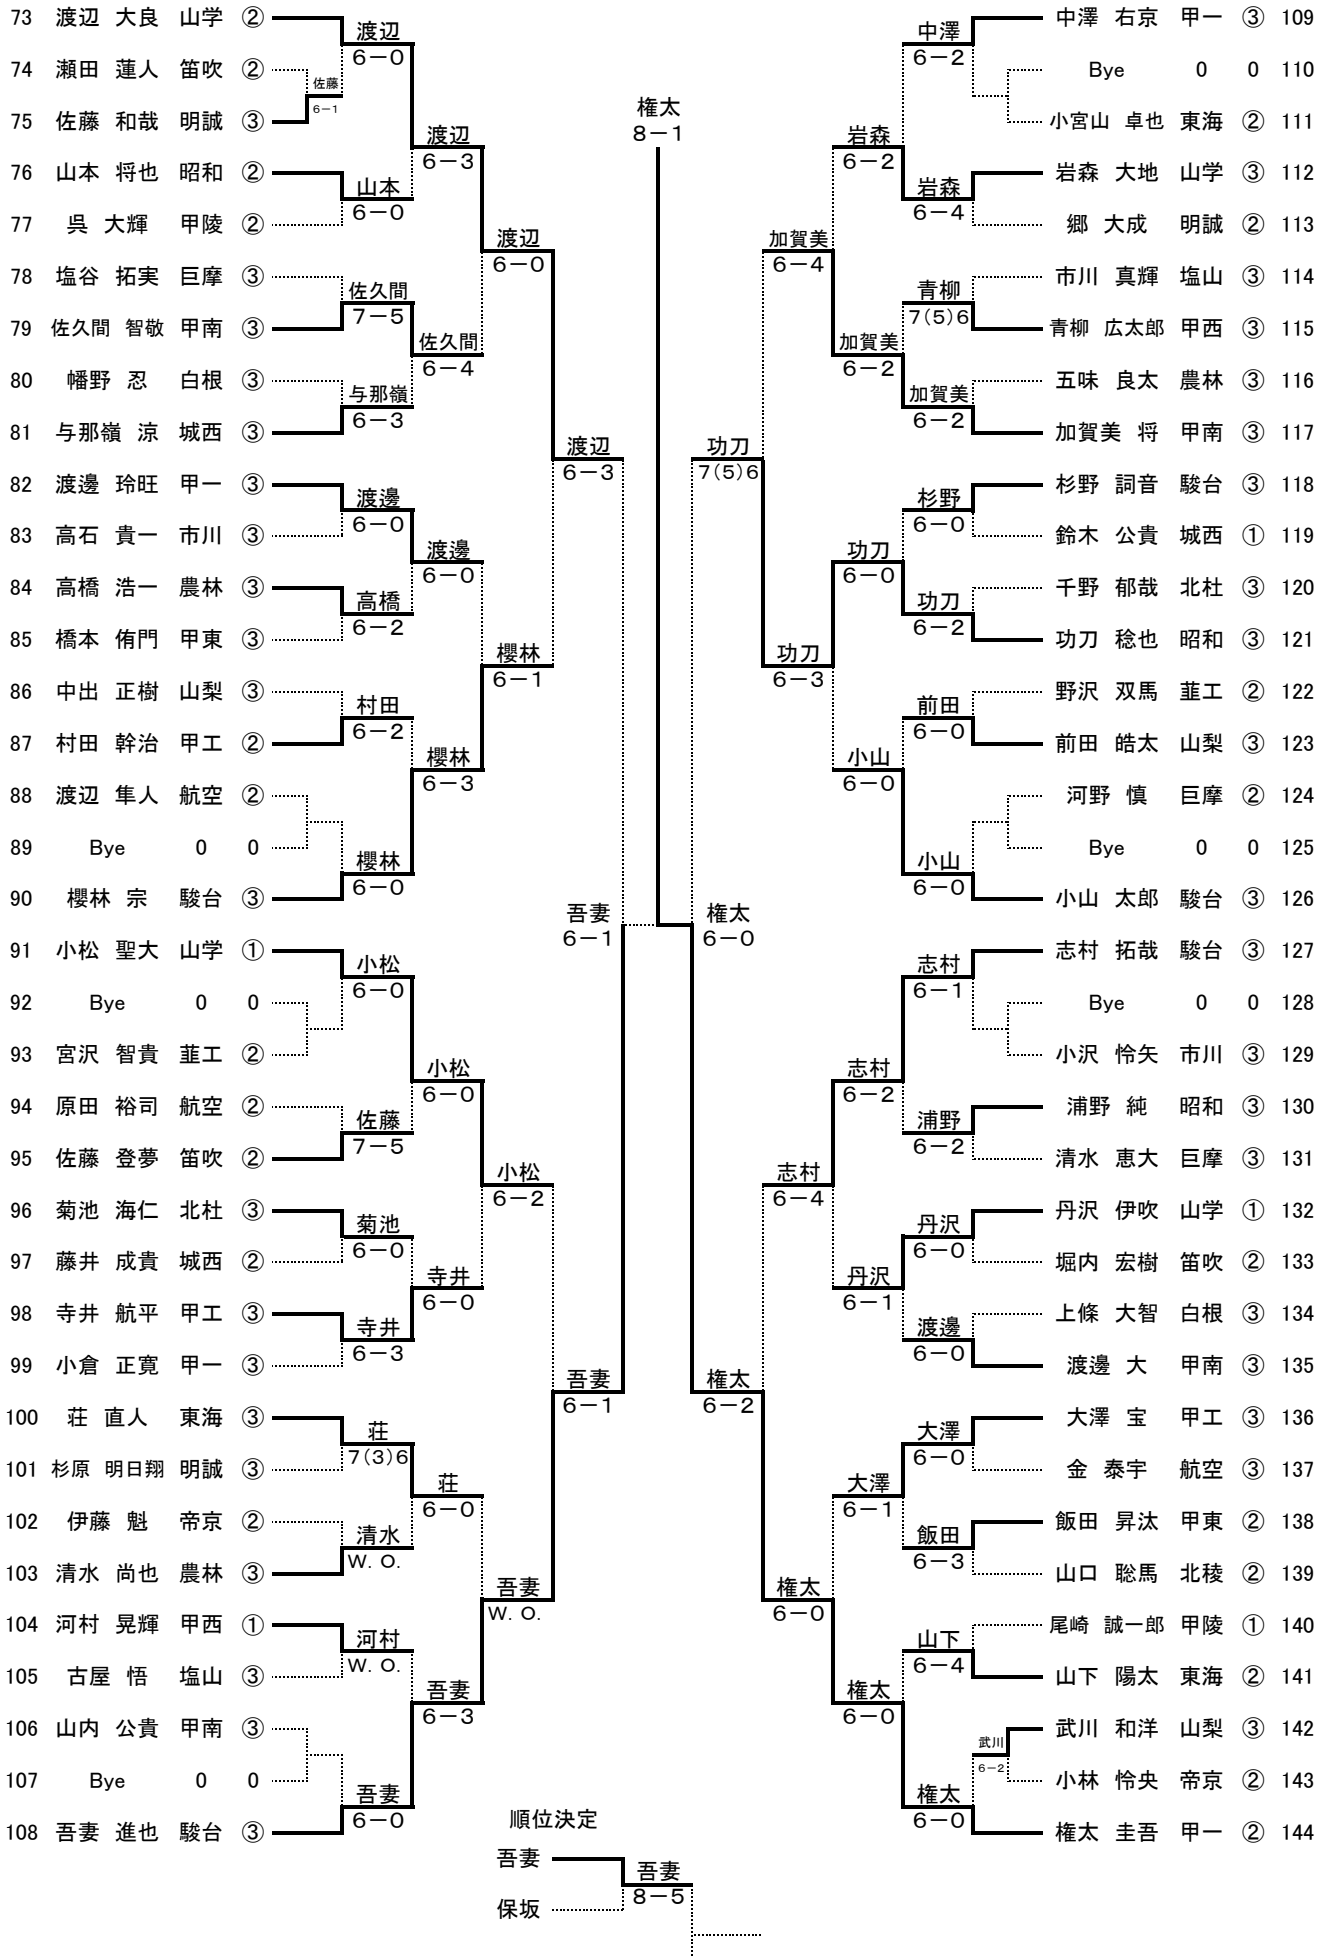 73 渡辺 大良 山学 ②
74 瀬田 蓮人 笛吹 ②
75 佐藤 和哉 明誠 ③
76 山本 将也 昭和 ②
77 呉 大輝 甲陵 ②
78 塩谷 拓実 巨摩 ③
79 佐久間 智敬 甲南 ③
80 幡野 忍 白根 ③
81 与那嶺 涼 城西 ③
82 渡邊 玲旺 甲一 ③
83 高石 貴一 市川 ③
84 高橋 浩一 農林 ③
85 橋本 侑門 甲東 ③
86 中出 正樹 山梨 ③
87 村田 幹治 甲工 ②
88 渡辺 隼人 航空 ②
89 Bye 0 0
90 櫻林 宗 駿台 ③
91 小松 聖大 山学 ①
92 Bye 0 0
93 宮沢 智貴 韮工 ②
94 原田 裕司 航空 ②
95 佐藤 登夢 笛吹 ②
96 菊池 海仁 北杜 ③
97 藤井 成貴 城西 ②
98 寺井 航平 甲工 ③
99 小倉 正寛 甲一 ③
100 荘 直人 東海 ③
101 杉原 明日翔 明誠 ③
102 伊藤 魁 帝京 ②
103 清水 尚也 農林 ③
104 河村 晃輝 甲西 ①
105 古屋 悟 塩山 ③
106 山内 公貴 甲南 ③
107 Bye 0 0
108 吾妻 進也 駿台 ③
佐藤
6-1
渡辺
6-0
山本
6-0
佐久間
7-5
与那嶺
6-3
渡邊
6-0
高橋
6-2
村田
6-2
櫻林
6-0
小松
6-0
佐藤
7-5
菊池
6-0
寺井
6-3
荘
7(3)6
清水
W.O.
河村
W.O.
吾妻
6-0
渡辺
6-3
佐久間
6-4
渡邊
6-0
櫻林
6-3
小松
6-0
寺井
6-0
荘
6-0
吾妻
6-3
渡辺
6-0
櫻林
6-1
小松
6-2
吾妻
W.O.
渡辺
6-3
吾妻
6-1
吾妻
6-1
権太
8-1
権太
6-0
功刀
7(5)6
権太
6-2
加賀美
6-4
功刀
6-3
志村
6-4
権太
6-0
岩森
6-2
加賀美
6-2
功刀
6-0
小山
6-0
志村
6-2
丹沢
6-1
大澤
6-1
権太
6-0
中澤
6-2
岩森
6-4
青柳
7(5)6
加賀美
6-2
杉野
6-0
功刀
6-2
前田
6-0
小山
6-0
志村
6-1
浦野
6-2
丹沢
6-0
渡邊
6-0
大澤
6-0
飯田
6-3
山下
6-4
武川
6-2
権太
6-0
中澤 右京 甲一 ③ 109
Bye 0 0 110
小宮山 卓也 東海 ② 111
岩森 大地 山学 ③ 112
郷 大成 明誠 ② 113
市川 真輝 塩山 ③ 114
青柳 広太郎 甲西 ③ 115
五味 良太 農林 ③ 116
加賀美 将 甲南 ③ 117
杉野 詞音 駿台 ③ 118
鈴木 公貴 城西 ① 119
千野 郁哉 北杜 ③ 120
功刀 稔也 昭和 ③ 121
野沢 双馬 韮工 ② 122
前田 皓太 山梨 ③ 123
河野 慎 巨摩 ② 124
Bye 0 0 125
小山 太郎 駿台 ③ 126
志村 拓哉 駿台 ③ 127
Bye 0 0 128
小沢 怜矢 市川 ③ 129
浦野 純 昭和 ③ 130
清水 恵大 巨摩 ③ 131
丹沢 伊吹 山学 ① 132
堀内 宏樹 笛吹 ② 133
上條 大智 白根 ③ 134
渡邊 大 甲南 ③ 135
大澤 宝 甲工 ③ 136
金 泰宇 航空 ③ 137
飯田 昇汰 甲東 ② 138
山口 聡馬 北稜 ② 139
尾崎 誠一郎 甲陵 ① 140
山下 陽太 東海 ② 141
武川 和洋 山梨 ③ 142
小林 怜央 帝京 ② 143
権太 圭吾 甲一 ② 144
順位決定
吾妻
保坂
吾妻
8-5